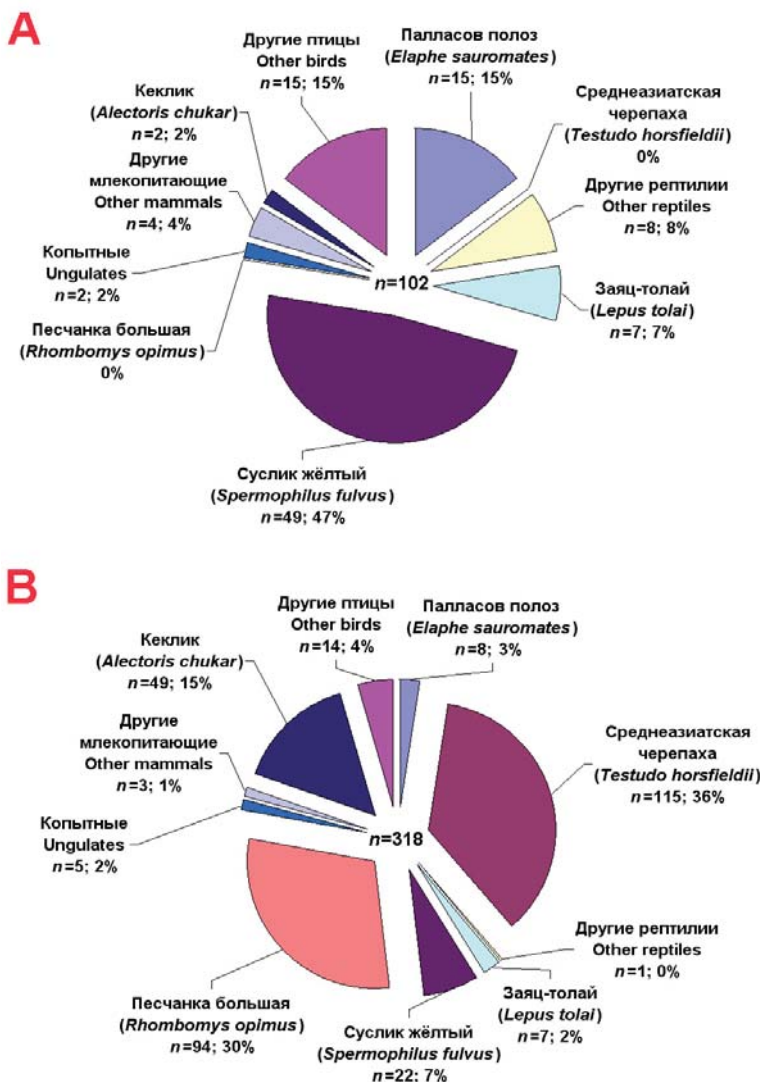 A
Другие птицы
Other birds
n=15; 15%
Палласов полоз
(Elaphe sauromates)
n=15; 15%
Кеклик
(Alectoris chukar)
n=2; 2%
Среднеазиатская
черепаха
(Testudo horsfieldii)
0%
Другие
млекопитающие
Other mammals
n=4; 4%
Другие рептилии
Other reptiles
n=8; 8%
Копытные
Ungulates
n=2; 2%
n=102
Заяц-толай
(Lepus tolai)
n=7; 7%
Песчанка большая
(Rhombomys opimus)
0%
Суслик жёлтый
(Spermophilus fulvus)
n=49; 47%
B
Другие птицы
Other birds
n=14; 4%
Палласов полоз
(Elaphe sauromates)
n=8; 3%
Кеклик
(Alectoris chukar)
n=49; 15%
Среднеазиатская
черепаха
(Testudo horsfieldii)
n=115; 36%
Другие
млекопитающие
Other mammals
n=3; 1%
Копытные
Ungulates
n=5; 2%
n=318
Другие рептилии
Other reptiles
n=1; 0%
Заяц-толай
(Lepus tolai)
n=7; 2%
Песчанка большая
(Rhombomys opimus)
n=94; 30%
Суслик жёлтый
(Spermophilus fulvus)
n=22; 7%